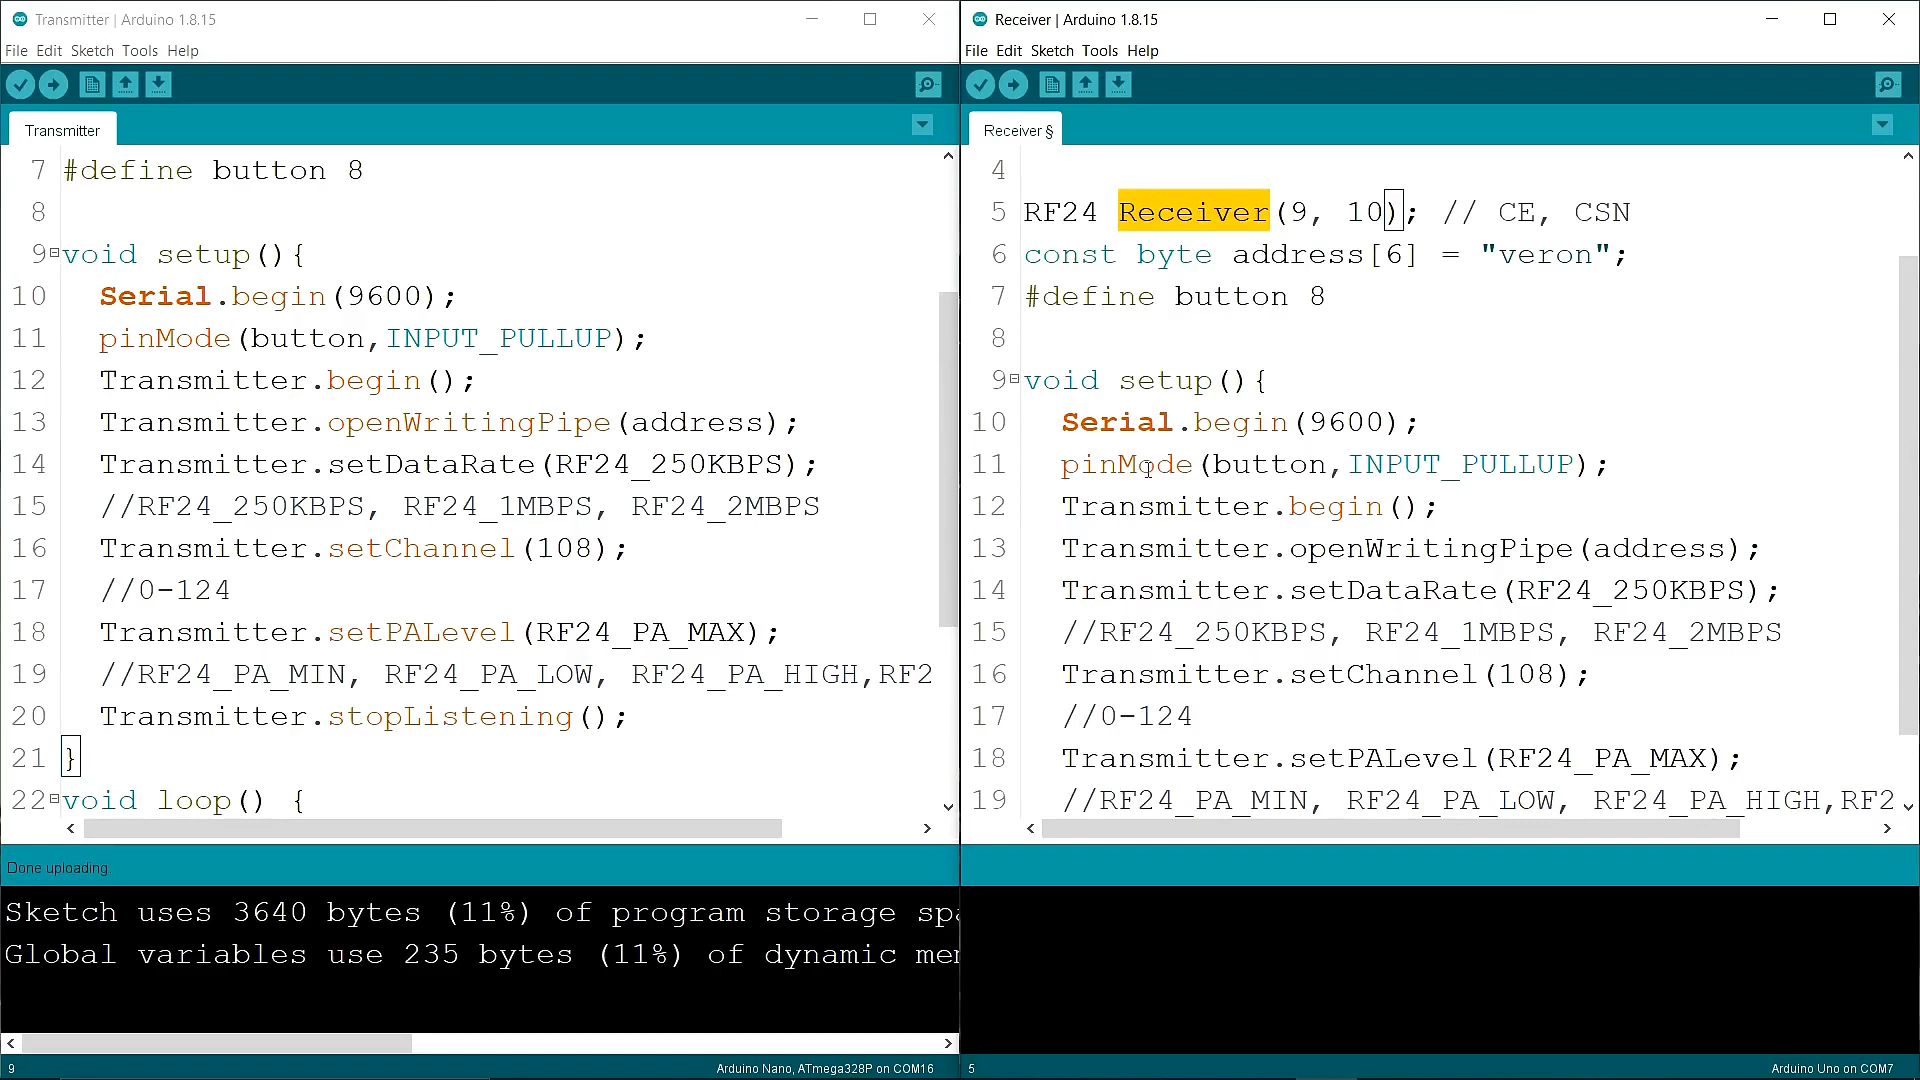 Transmitter | Arduino 1.8.15
File Edit Sketch Tools Help
Transmitter
7 #define button 8
8
9 void setup(){
10 Serial.begin(9600);
11 pinMode(button,INPUT_PULLUP);
12 Transmitter.begin();
13 Transmitter.openWritingPipe(address);
14 Transmitter.setDataRate(RF24_250KBPS);
15 //RF24_250KBPS, RF24_1MBPS, RF24_2MBPS
16 Transmitter.setChannel(108);
17 //0-124
18 Transmitter.setPALevel(RF24_PA_MAX);
19 //RF24_PA_MIN, RF24_PA_LOW, RF24_PA_HIGH,RF2
20 Transmitter.stopListening();
21 }
22 void loop() {
Done uploading.
Sketch uses 3640 bytes (11%) of program storage spa
Global variables use 235 bytes (11%) of dynamic mem
9
Arduino Nano, ATmega328P on COM16
Receiver | Arduino 1.8.15
File Edit Sketch Tools Help
Receiver §
4
5 RF24 Receiver(9, 10); // CE, CSN
6 const byte address[6] = "veron";
7 #define button 8
8
9 void setup(){
10 Serial.begin(9600);
11 pinMode(button,INPUT_PULLUP);
12 Transmitter.begin();
13 Transmitter.openWritingPipe(address);
14 Transmitter.setDataRate(RF24_250KBPS);
15 //RF24_250KBPS, RF24_1MBPS, RF24_2MBPS
16 Transmitter.setChannel(108);
17 //0-124
18 Transmitter.setPALevel(RF24_PA_MAX);
19 //RF24_PA_MIN, RF24_PA_LOW, RF24_PA_HIGH,RF2
5
Arduino Uno on COM7